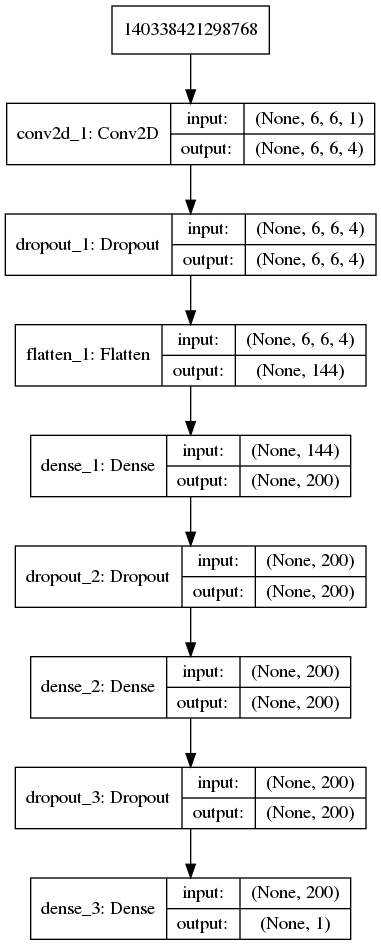 140338421298768
conv2d_1: Conv2D
input: (None, 6, 6, 1)
output: (None, 6, 6, 4)
dropout_1: Dropout
input: (None, 6, 6, 4)
output: (None, 6, 6, 4)
flatten_1: Flatten
input: (None, 6, 6, 4)
output: (None, 144)
dense_1: Dense
input: (None, 144)
output: (None, 200)
dropout_2: Dropout
input: (None, 200)
output: (None, 200)
dense_2: Dense
input: (None, 200)
output: (None, 200)
dropout_3: Dropout
input: (None, 200)
output: (None, 200)
dense_3: Dense
input: (None, 200)
output: (None, 1)